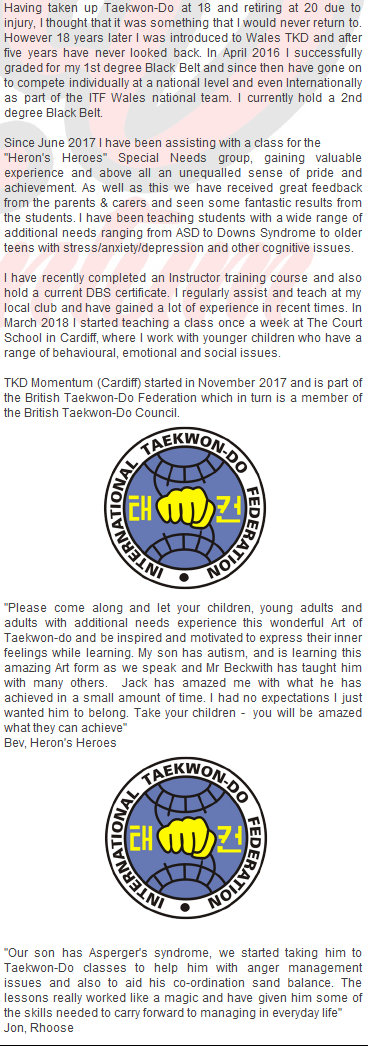 Having taken up Taekwon-Do at 18 and retiring at 20 due to
injury, I thought that it was something that I would never return to.
However 18 years later I was introduced to Wales TKD and after
five years have never looked back. In April 2016 I successfully
graded for my 1st degree Black Belt and since then have gone on
to compete individually at a national level and even Internationally
as part of the ITF Wales national team. I currently hold a 2nd
degree Black Belt.
Since June 2017 I have been assisting with a class for the
"Heron's Heroes" Special Needs group, gaining valuable
experience and above all an unequalled sense of pride and
achievement. As well as this we have received great feedback
from the parents & carers and seen some fantastic results from
the students. I have been teaching students with a wide range of
additional needs ranging from ASD to Downs Syndrome to older
teens with stress/anxiety/depression and other cognitive issues.
I have recently completed an Instructor training course and also
hold a current DBS certificate. I regularly assist and teach at my
local club and have gained a lot of experience in recent times. In
March 2018 I started teaching a class once a week at The Court
School in Cardiff, where I work with younger children who have a
range of behavioural, emotional and social issues.
TKD Momentum (Cardiff) started in November 2017 and is part of
the British Taekwon-Do Federation which in turn is a member of
the British Taekwon-Do Council.
INTERNATIONAL TAEKWON-DO FEDERATION
태 권
"Please come along and let your children, young adults and
adults with additional needs experience this wonderful Art of
Taekwon-do and be inspired and motivated to express their inner
feelings while learning. My son has autism, and is learning this
amazing Art form as we speak and Mr Beckwith has taught him
with many others. Jack has amazed me with what he has
achieved in a small amount of time. I had no expectations I just
wanted him to belong. Take your children - you will be amazed
what they can achieve"
Bev, Heron's Heroes
INTERNATIONAL TAEKWON-DO FEDERATION
태 권
"Our son has Asperger's syndrome, we started taking him to
Taekwon-Do classes to help him with anger management
issues and also to aid his co-ordination sand balance. The
lessons really worked like a magic and have given him some of
the skills needed to carry forward to managing in everyday life"
Jon, Rhoose